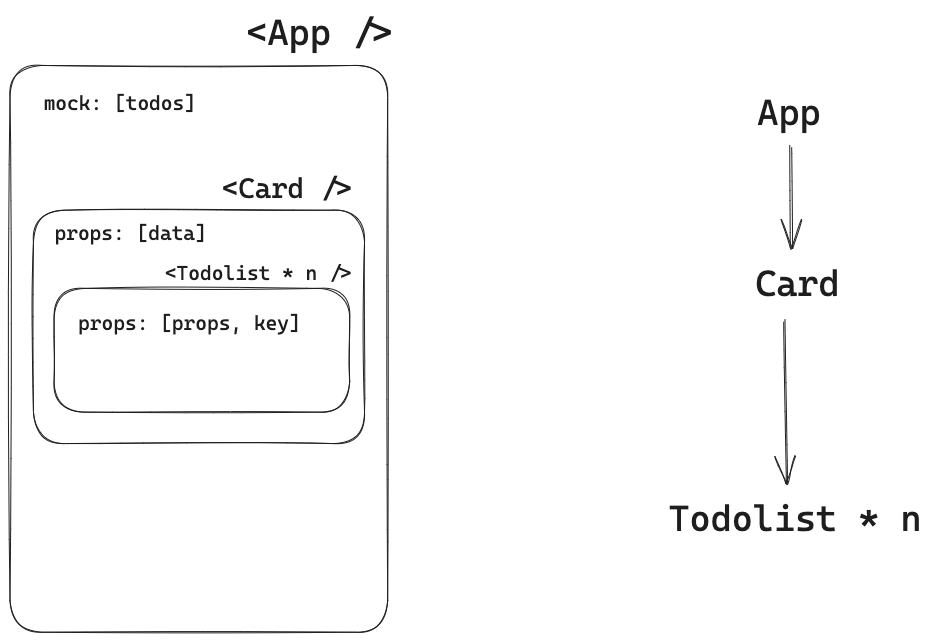 <App />
mock: [todos]
<Card />
props: [data]
<Todolist * n />
props: [props, key]
App
Card
Todolist * n